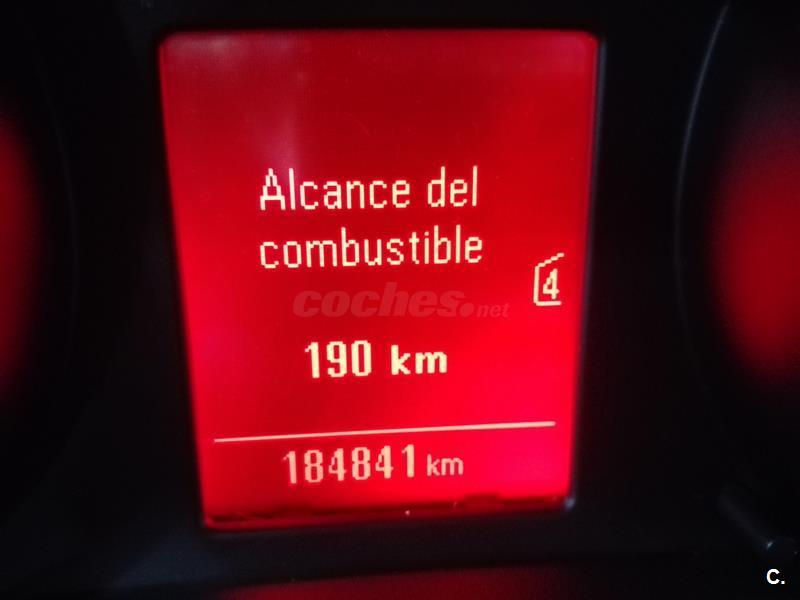 Alcance del
combustible
4
coches.net
190 km
184841 km
C.